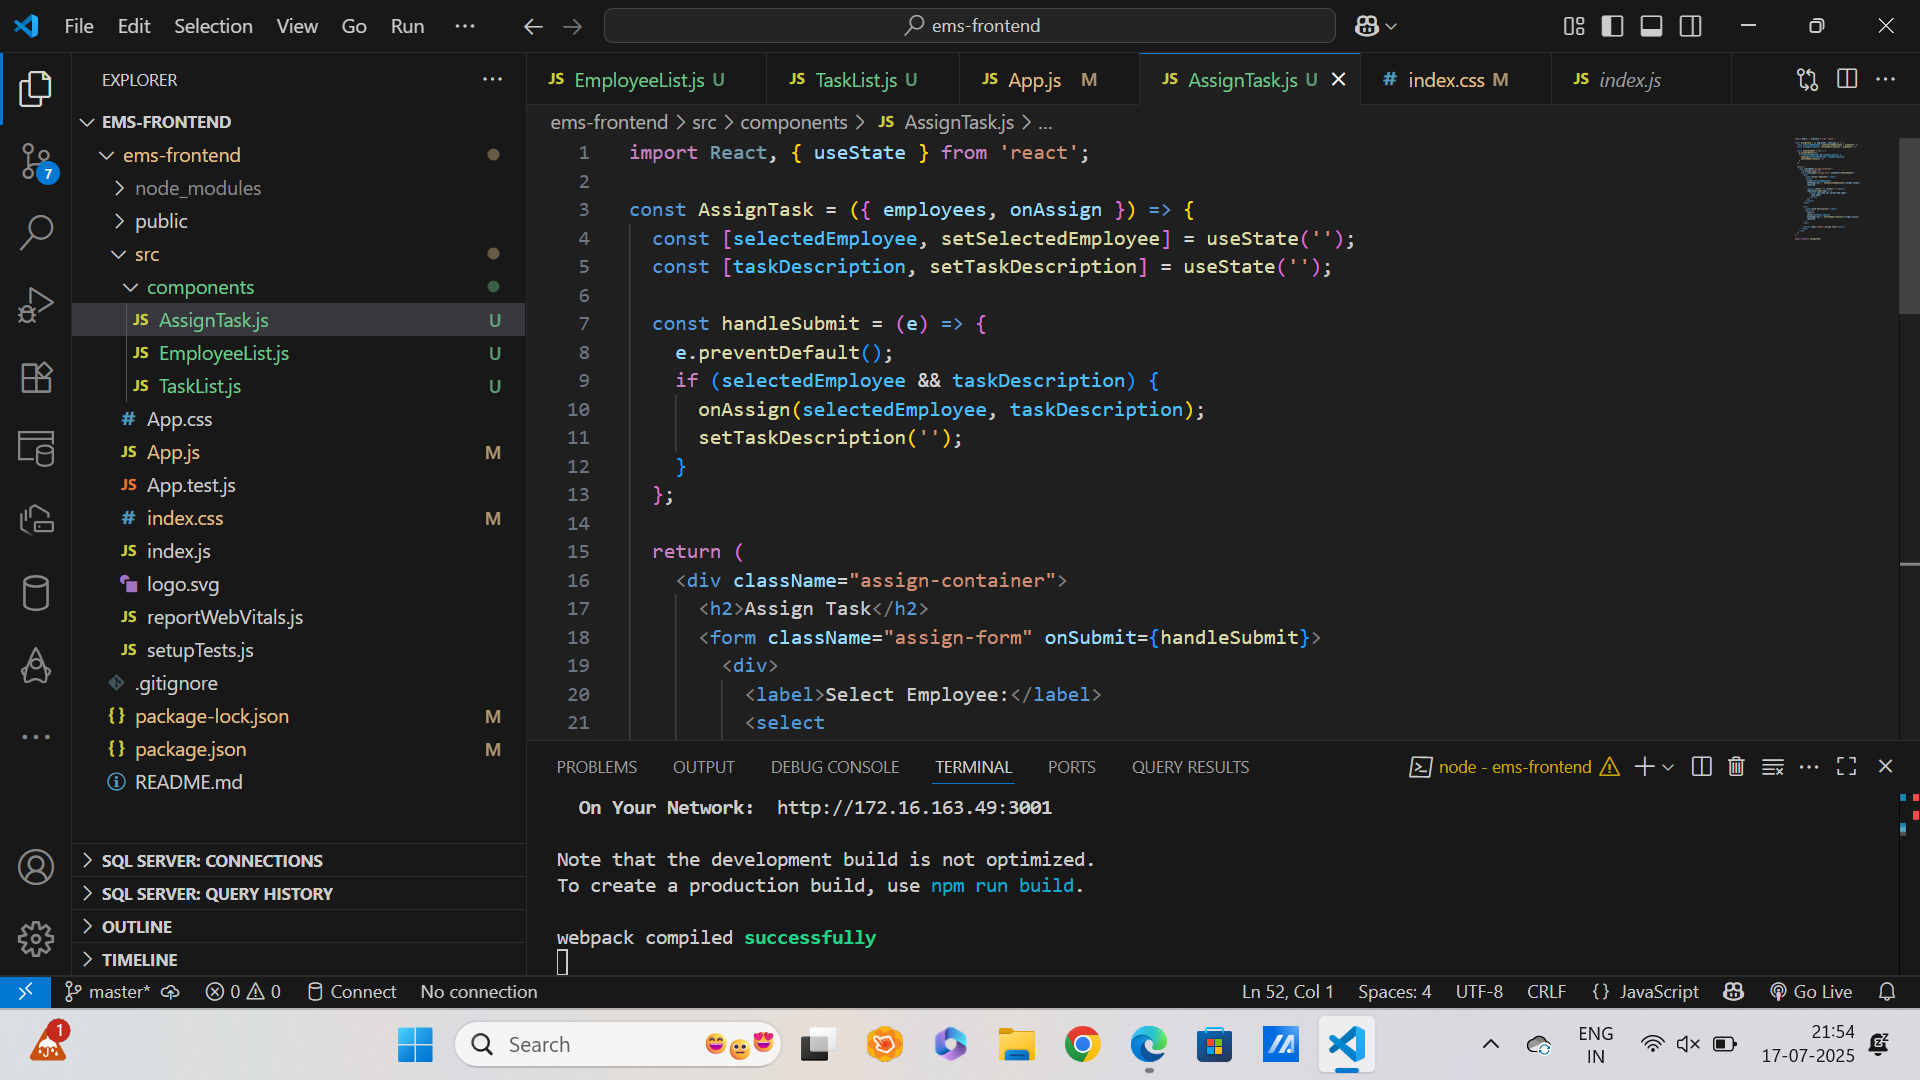 File Edit Selection View Go Run ...
ems-frontend
EXPLORER
EMS-FRONTEND
ems-frontend
node_modules
public
src
components
JS AssignTask.js U
JS EmployeeList.js U
JS TaskList.js U
# App.css
JS App.js M
JS App.test.js
# index.css M
JS index.js
logo.svg
JS reportWebVitals.js
JS setupTests.js
.gitignore
{} package-lock.json M
{} package.json M
README.md
SQL SERVER: CONNECTIONS
SQL SERVER: QUERY HISTORY
OUTLINE
TIMELINE
7
JS EmployeeList.js U JS TaskList.js U JS App.js M JS AssignTask.js U # index.css M JS index.js
ems-frontend > src > components > JS AssignTask.js > ...
1 import React, { useState } from 'react';
2
3 const AssignTask = ({ employees, onAssign }) => {
4 const [selectedEmployee, setSelectedEmployee] = useState('');
5 const [taskDescription, setTaskDescription] = useState('');
6
7 const handleSubmit = (e) => {
8 e.preventDefault();
9 if (selectedEmployee && taskDescription) {
10 onAssign(selectedEmployee, taskDescription);
11 setTaskDescription('');
12 }
13 };
14
15 return (
16 <div className="assign-container">
17 <h2>Assign Task</h2>
18 <form className="assign-form" onSubmit={handleSubmit}>
19 <div>
20 <label>Select Employee:</label>
21 <select
PROBLEMS OUTPUT DEBUG CONSOLE TERMINAL PORTS QUERY RESULTS
node - ems-frontend
On Your Network: http://172.16.163.49:3001
Note that the development build is not optimized.
To create a production build, use npm run build.
webpack compiled successfully
master* 0 0 Connect No connection
Ln 52, Col 1 Spaces: 4 UTF-8 CRLF {} JavaScript Go Live
1
Search
ENG
IN
21:54
17-07-2025